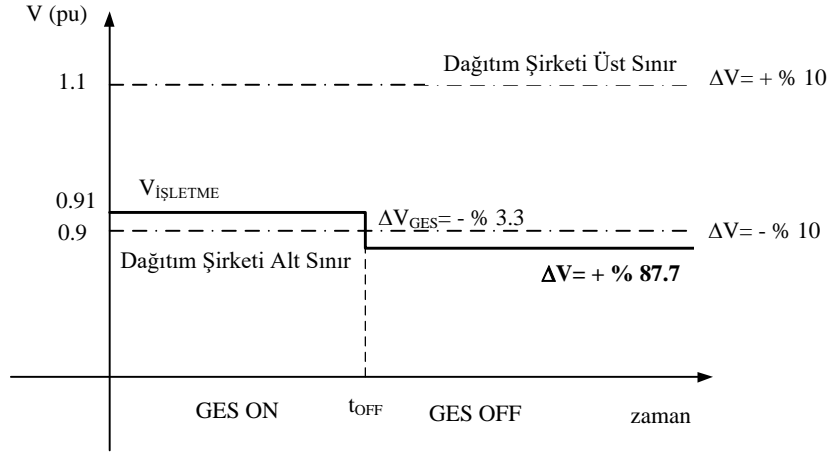 V (pu)
Dağıtım Şirketi Üst Sınır
1.1
ΔV= + % 10
VİŞLETME
0.91
ΔVGES= - % 3.3
0.9
ΔV= - % 10
Dağıtım Şirketi Alt Sınır
ΔV= + % 87.7
GES ON
tOFF
GES OFF
zaman